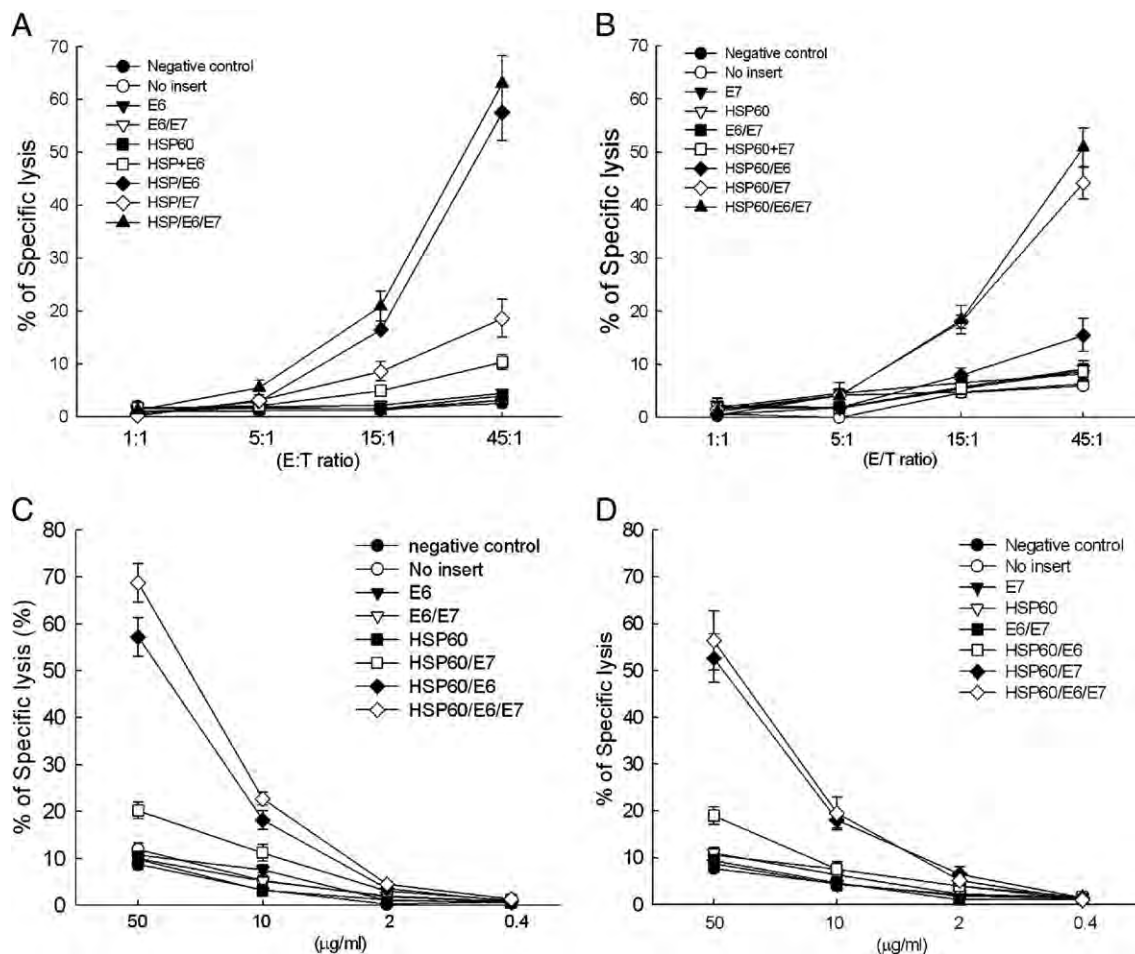 A
% of Specific lysis
70
60
50
40
30
20
10
0
Negative control
No insert
E6
E6/E7
HSP60
HSP+E6
HSP/E6
HSP/E7
HSP/E6/E7
1:1
5:1
15:1
45:1
(E:T ratio)
B
% of Specific lysis
70
60
50
40
30
20
10
0
Negative control
No insert
E7
HSP60
E6/E7
HSP60+E7
HSP60/E6
HSP60/E7
HSP60/E6/E7
1:1
5:1
15:1
45:1
(E/T ratio)
C
% of Specific lysis (%)
80
70
60
50
40
30
20
10
0
negative control
No insert
E6
E6/E7
HSP60
HSP60/E7
HSP60/E6
HSP60/E6/E7
50
10
2
0.4
(μg/ml)
D
% of Specific lysis
80
70
60
50
40
30
20
10
0
Negative control
No insert
E7
HSP60
E6/E7
HSP60/E6
HSP60/E7
HSP60/E6/E7
50
10
2
0.4
(μg/ml)